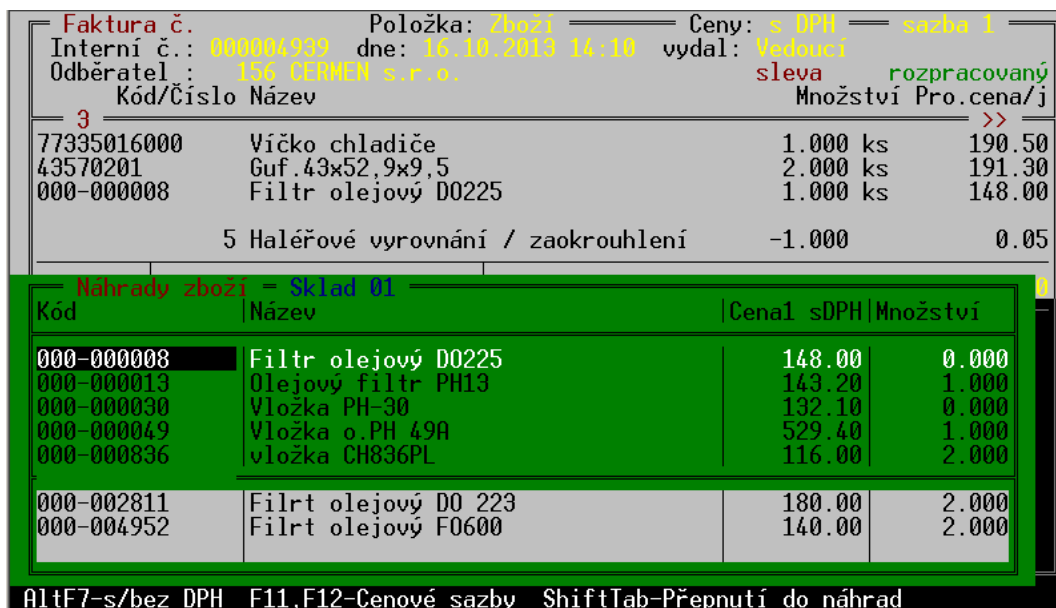 Faktura č. Položka: Zboží Ceny: s DPH sazba 1
Interní č.: 000004939 dne: 16.10.2013 14:10 vydal: Vedoucí
Odběratel : 156 CERMEN s.r.o. sleva rozpracovaný
Kód/Číslo Název Množství Pro.cena/j
3 >>
77335016000 Víčko chladiče 1.000 ks 190.50
43570201 Guf.43x52,9x9,5 2.000 ks 191.30
000-000008 Filtr olejový DO225 1.000 ks 148.00
5 Haléřové vyrovnání / zaokrouhlení -1.000 0.05
0
Náhrady zboží = Sklad 01
Kód Název Cena1 sDPH Množství
000-000008 Filtr olejový DO225 148.00 0.000
000-000013 Olejový filtr PH13 143.20 1.000
000-000030 Vložka PH-30 132.10 0.000
000-000049 Vložka o.PH 49A 529.40 1.000
000-000836 vložka CH836PL 116.00 2.000
000-002811 Filrt olejový DO 223 180.00 2.000
000-004952 Filrt olejový FO600 140.00 2.000
AltF7-s/bez DPH F11,F12-Cenové sazby ShiftTab-Přepnutí do náhrad